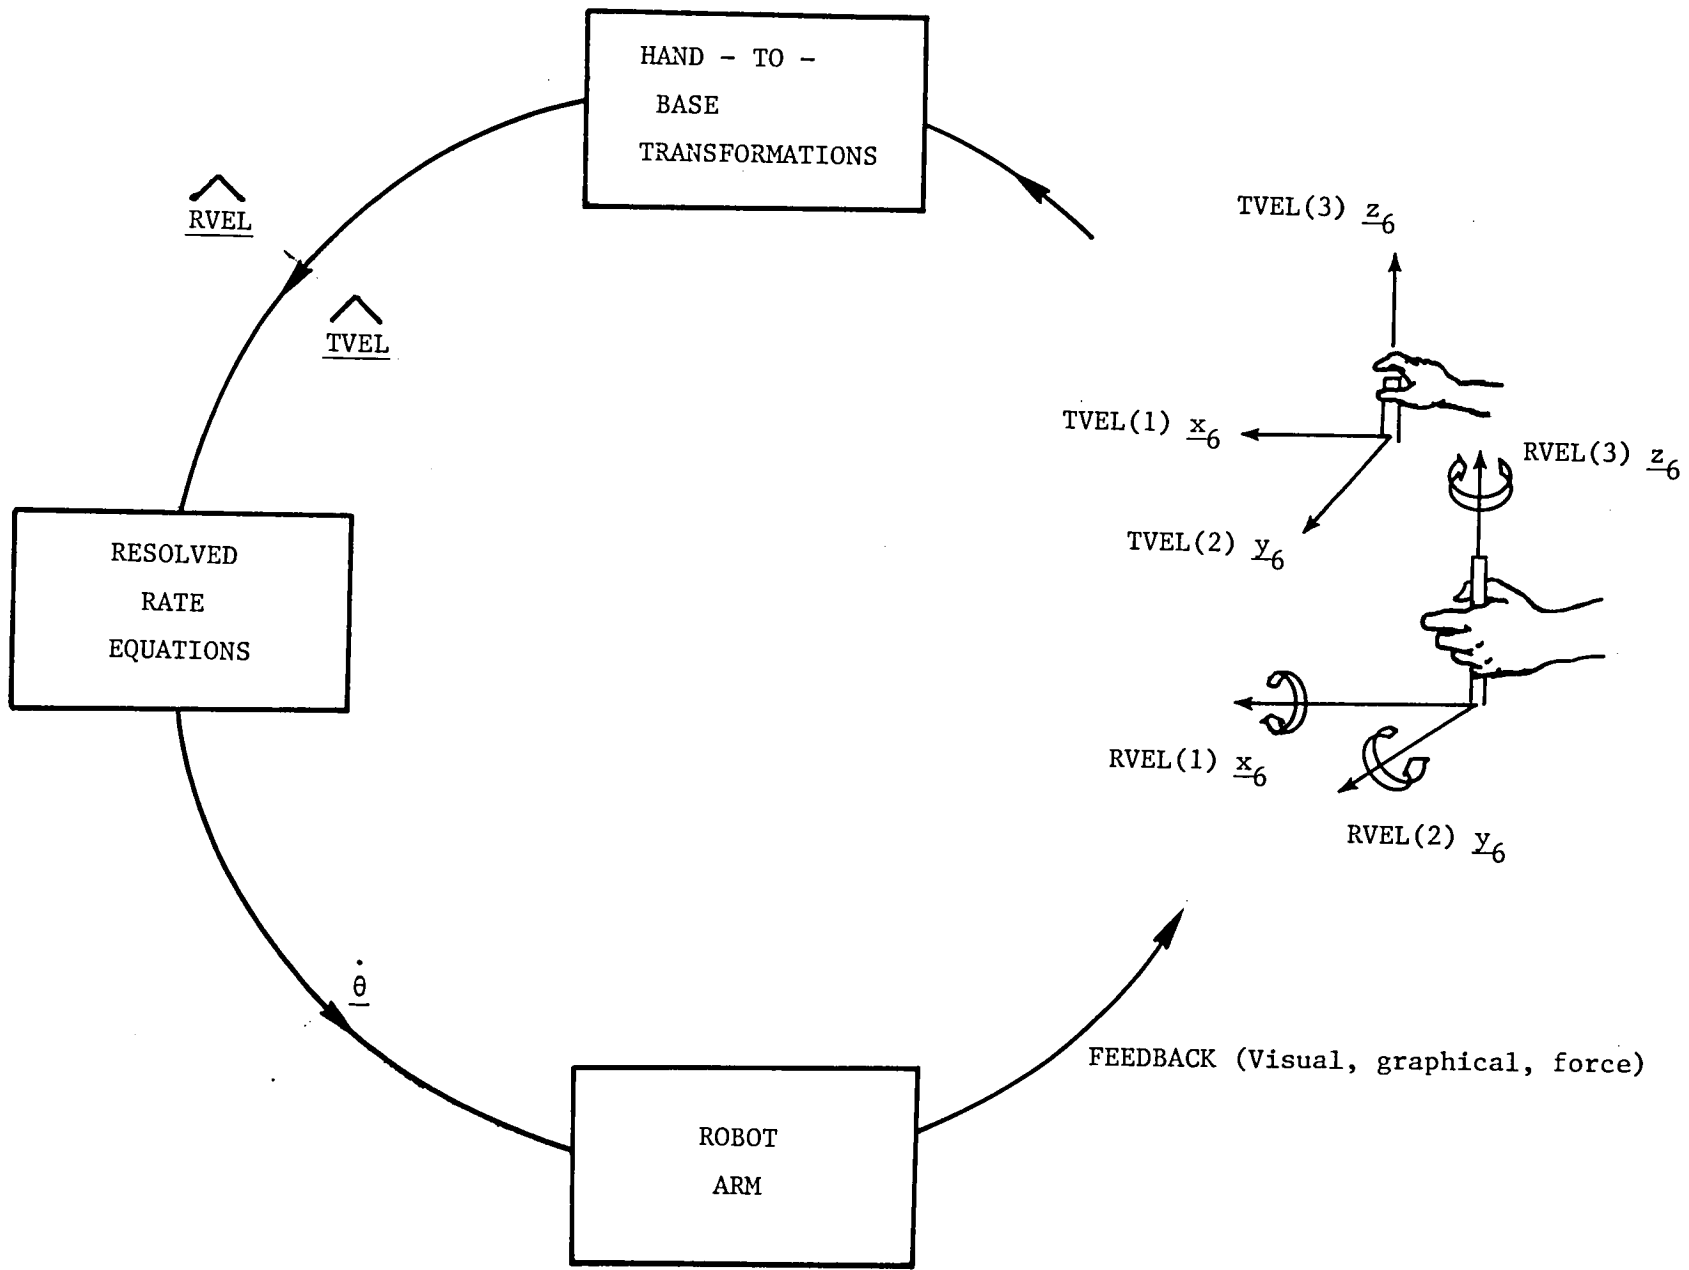 HAND - TO -
BASE
TRANSFORMATIONS
RVEL
TVEL
TVEL(3) z6
TVEL(1) x6
TVEL(2) y6
RVEL(3) z6
RESOLVED
RATE
EQUATIONS
RVEL(1) x6
RVEL(2) y6
θ̇
FEEDBACK (Visual, graphical, force)
ROBOT
ARM